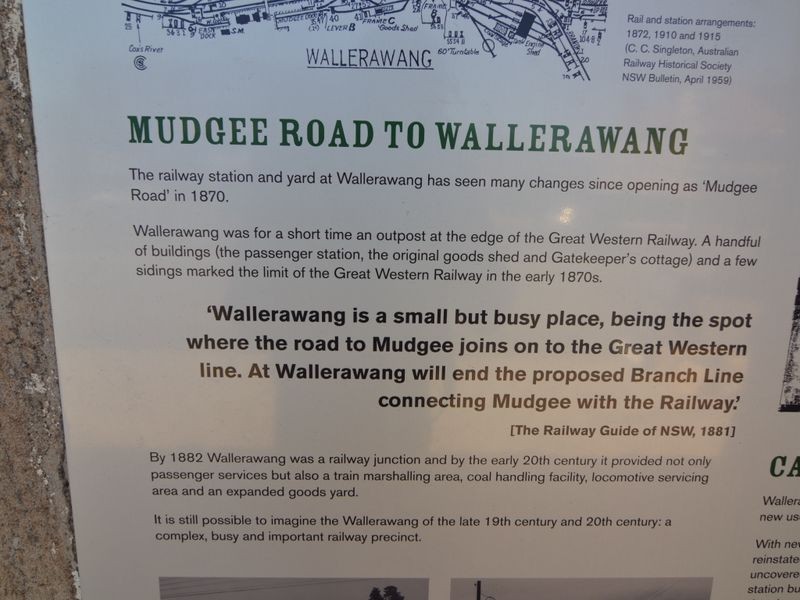 Cox's River
EAST DOCK
S.M.
MUDGEE DOCK
40
LEVER B
FRAME C
Goods Shed
60' Turntable
Engine Shed
20
WALLERAWANG
Rail and station arrangements:
1872, 1910 and 1915
(C. C. Singleton, Australian
Railway Historical Society
NSW Bulletin, April 1959)
MUDGEE ROAD TO WALLERAWANG
The railway station and yard at Wallerawang has seen many changes since opening as 'Mudgee
Road' in 1870.
Wallerawang was for a short time an outpost at the edge of the Great Western Railway. A handful
of buildings (the passenger station, the original goods shed and Gatekeeper's cottage) and a few
sidings marked the limit of the Great Western Railway in the early 1870s.
'Wallerawang is a small but busy place, being the spot
where the road to Mudgee joins on to the Great Western
line. At Wallerawang will end the proposed Branch Line
connecting Mudgee with the Railway.'
[The Railway Guide of NSW, 1881]
By 1882 Wallerawang was a railway junction and by the early 20th century it provided not only
passenger services but also a train marshalling area, coal handling facility, locomotive servicing
area and an expanded goods yard.
It is still possible to imagine the Wallerawang of the late 19th century and 20th century: a
complex, busy and important railway precinct.
CA
Wallera
new us
With nev
reinstate
uncovere
station bu